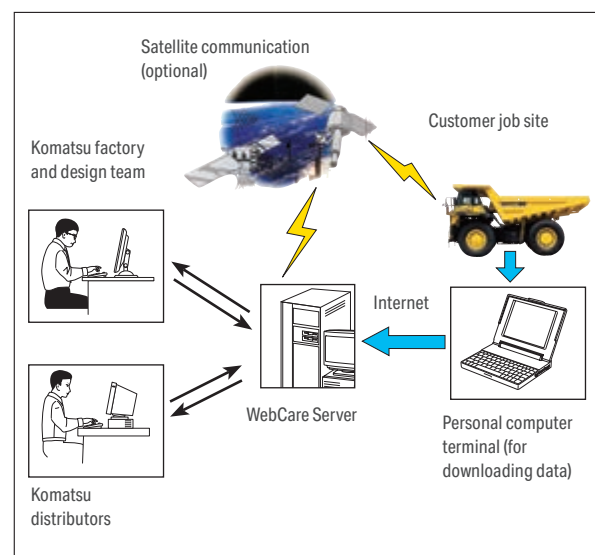 Satellite communication
(optional)
Customer job site
Komatsu factory
and design team
Internet
WebCare Server
Personal computer
terminal (for
downloading data)
Komatsu
distributors